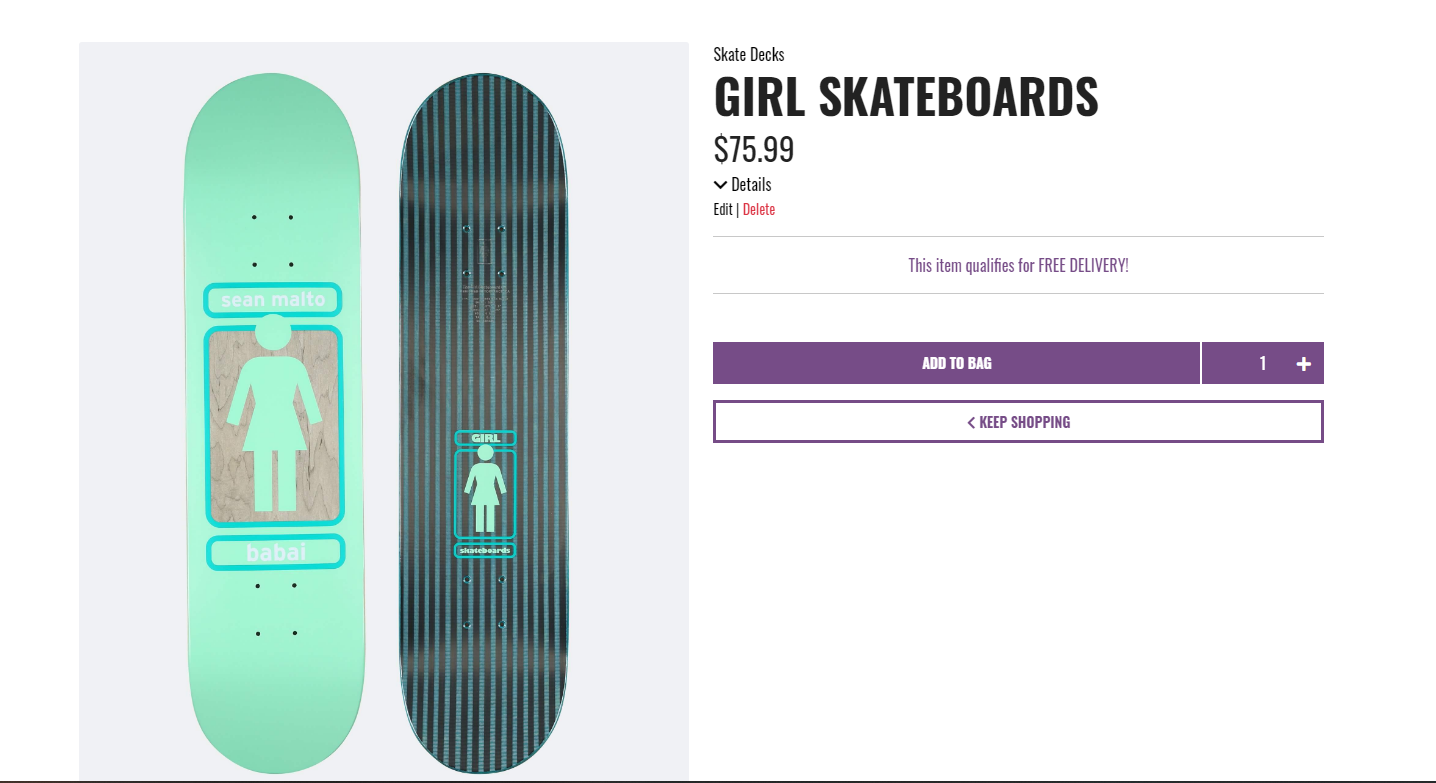 Skate Decks
GIRL SKATEBOARDS
$75.99
Details
Edit | Delete
This item qualifies for FREE DELIVERY!
ADD TO BAG
1
KEEP SHOPPING
sean malto
babai
GIRL
skateboards